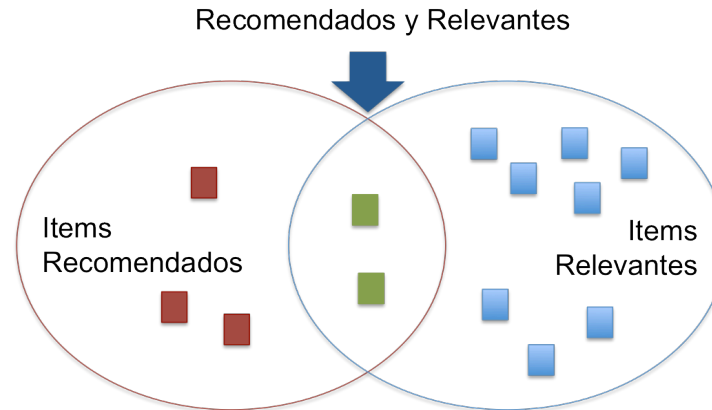 Recomendados y Relevantes
Items
Recomendados
Items
Relevantes